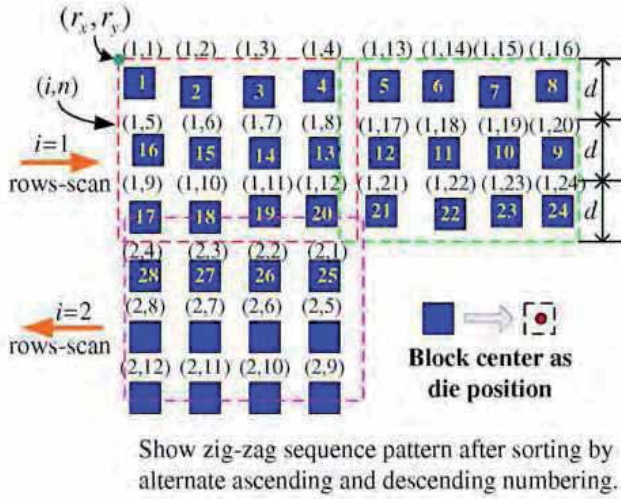 (rx, ry)
(1,1) (1,2) (1,3) (1,4) (1,13) (1,14) (1,15) (1,16)
1 2 3 4 5 6 7 8 d
(i,n)
(1,5) (1,6) (1,7) (1,8) (1,17) (1,18) (1,19) (1,20)
i=1
16 15 14 13 12 11 10 9 d
rows-scan
(1,9) (1,10) (1,11) (1,12) (1,21) (1,22) (1,23) (1,24)
17 18 19 20 21 22 23 24 d
(2,4) (2,3) (2,2) (2,1)
28 27 26 25
(2,8) (2,7) (2,6) (2,5)
i=2
rows-scan
(2,12) (2,11) (2,10) (2,9)
Block center as
die position
Show zig-zag sequence pattern after sorting by
alternate ascending and descending numbering.